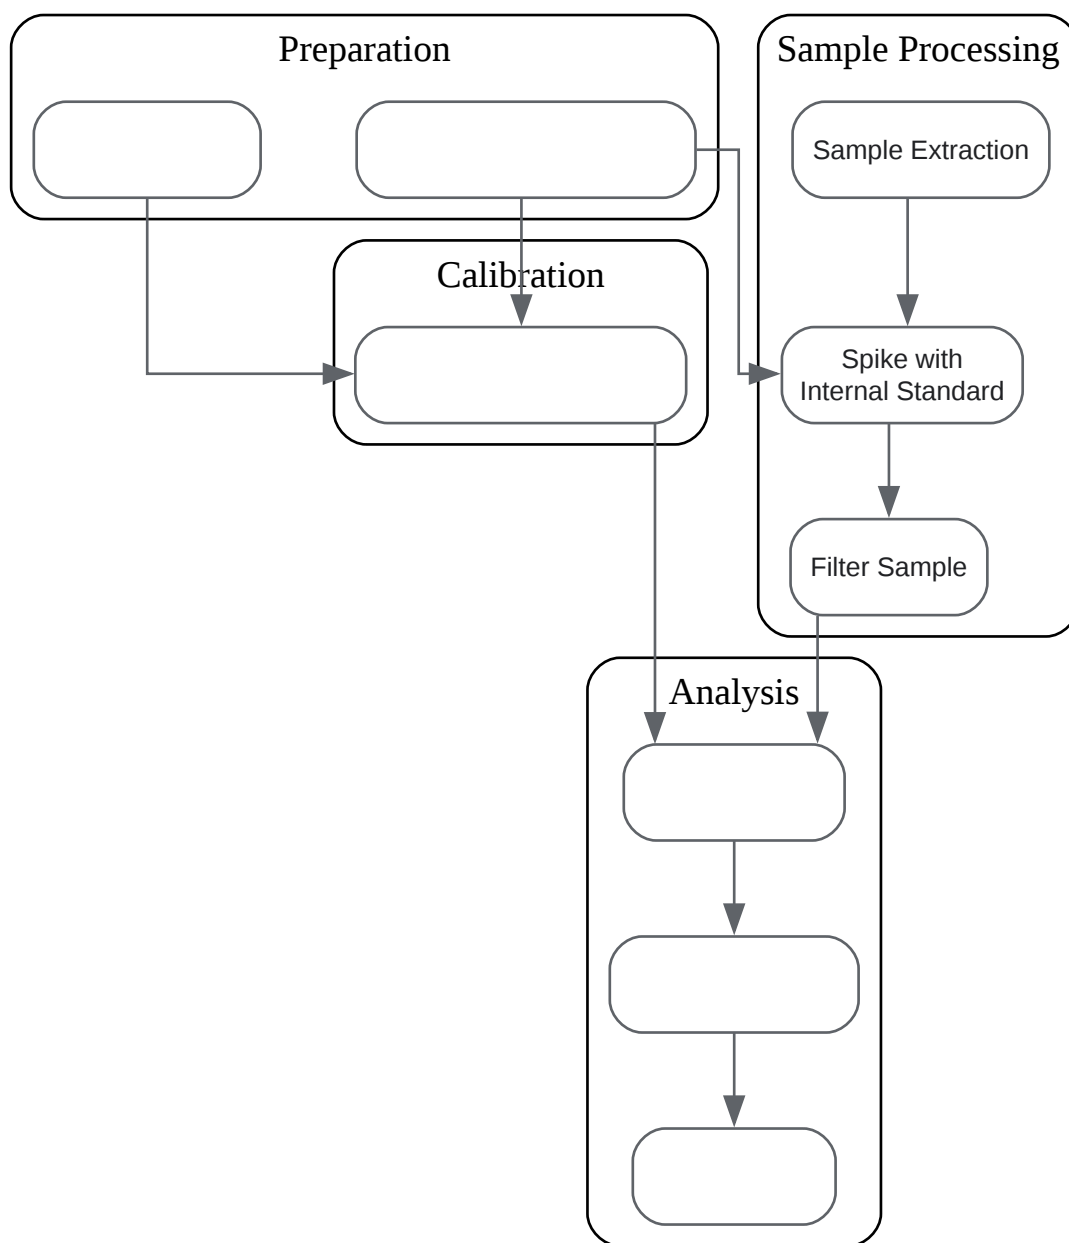 Preparation
Sample Processing
Sample Extraction
Calibration
Spike with
Internal Standard
Filter Sample
Analysis